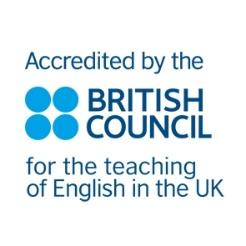 Accredited by the
BRITISH
COUNCIL
for the teaching
of English in the UK